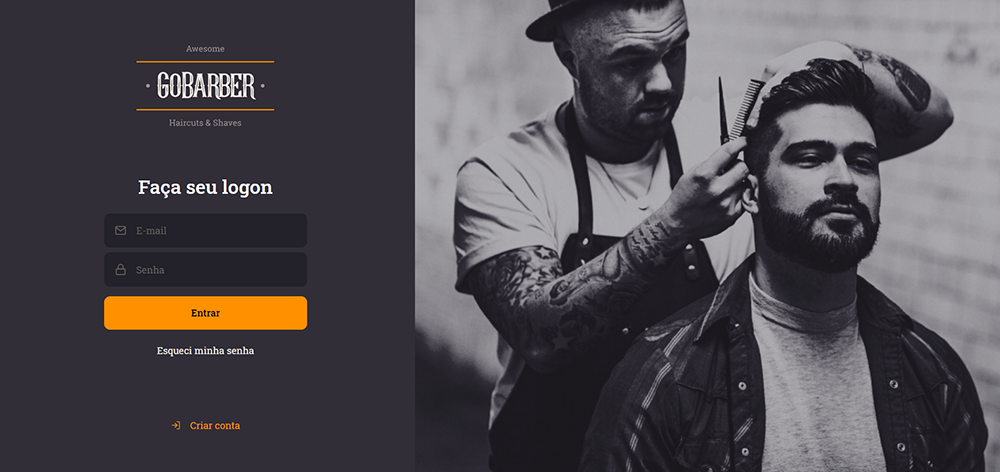 Awesome
GOBARBER
Haircuts & Shaves
Faça seu logon
E-mail
Senha
Entrar
Esqueci minha senha
Criar conta